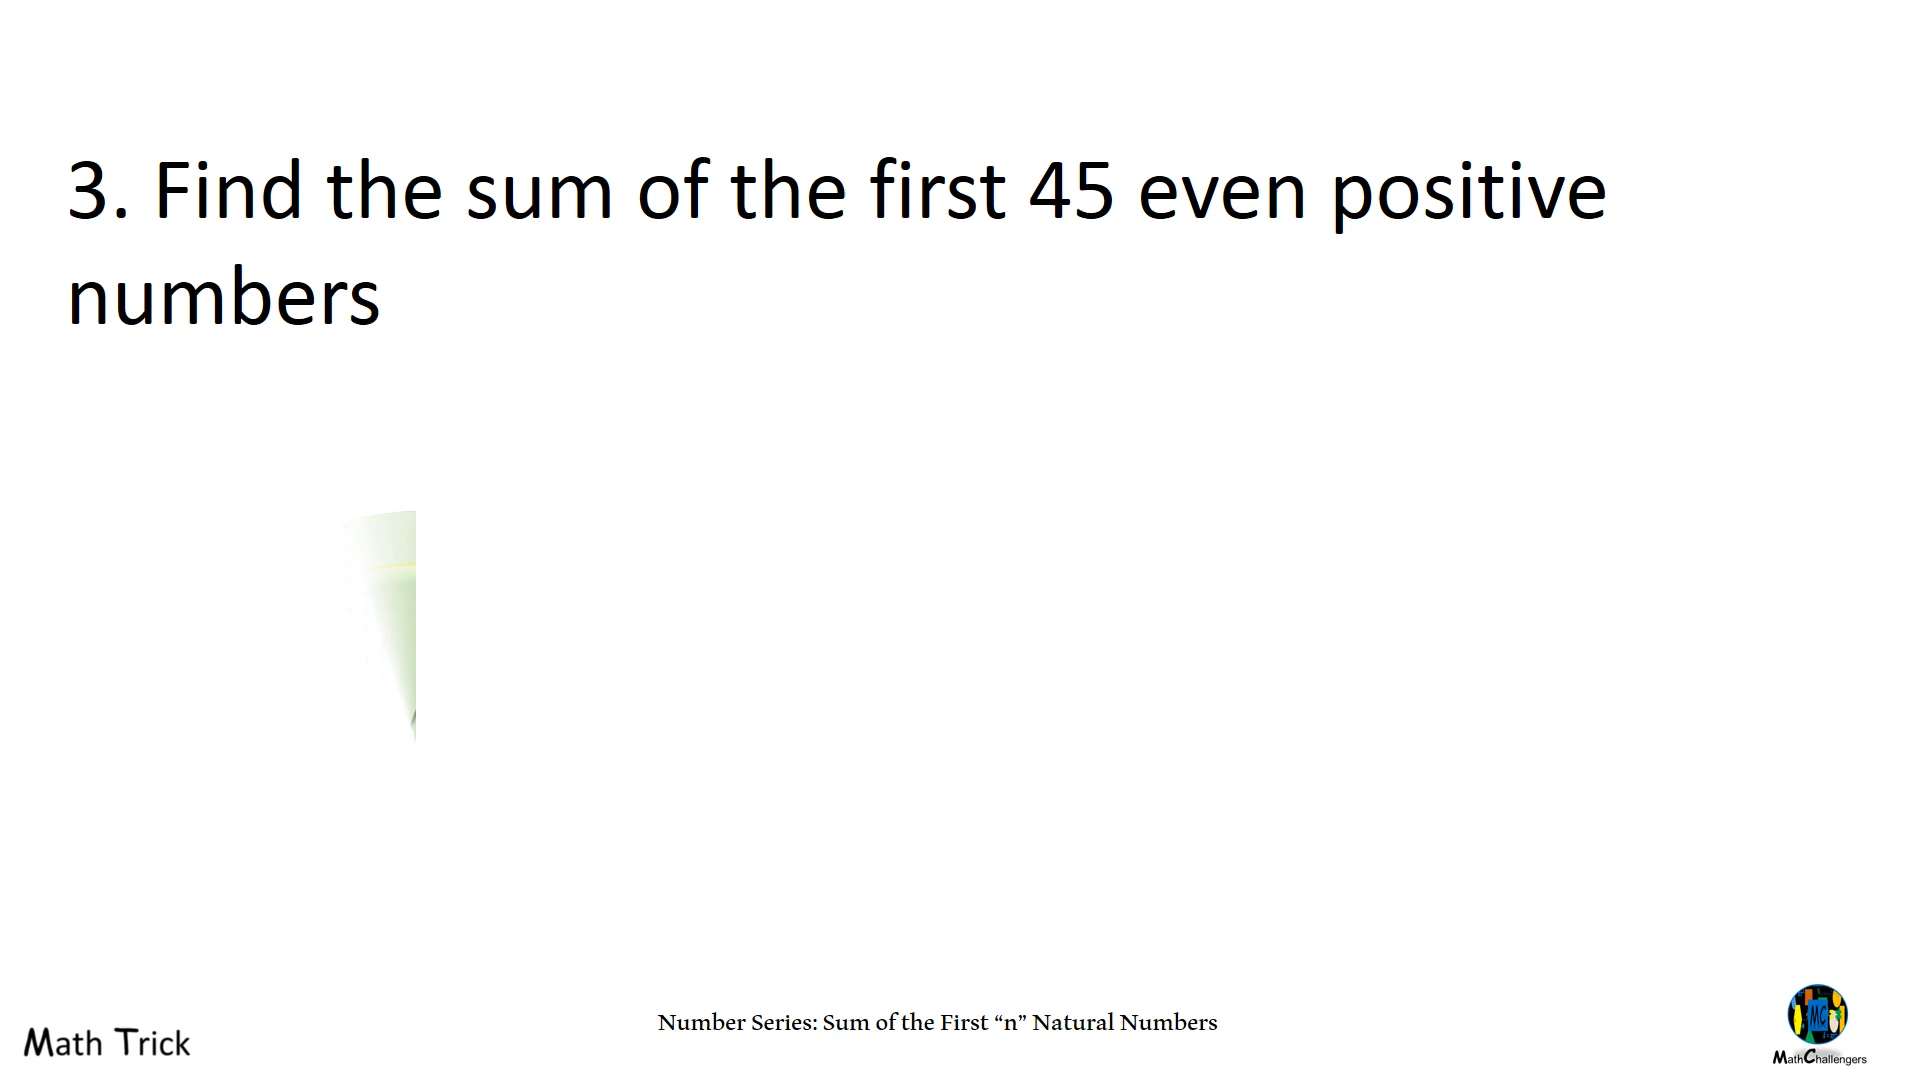 3. Find the sum of the first 45 even positive
numbers
Number Series: Sum of the First “n” Natural Numbers
Math Trick
MC
MathChallengers